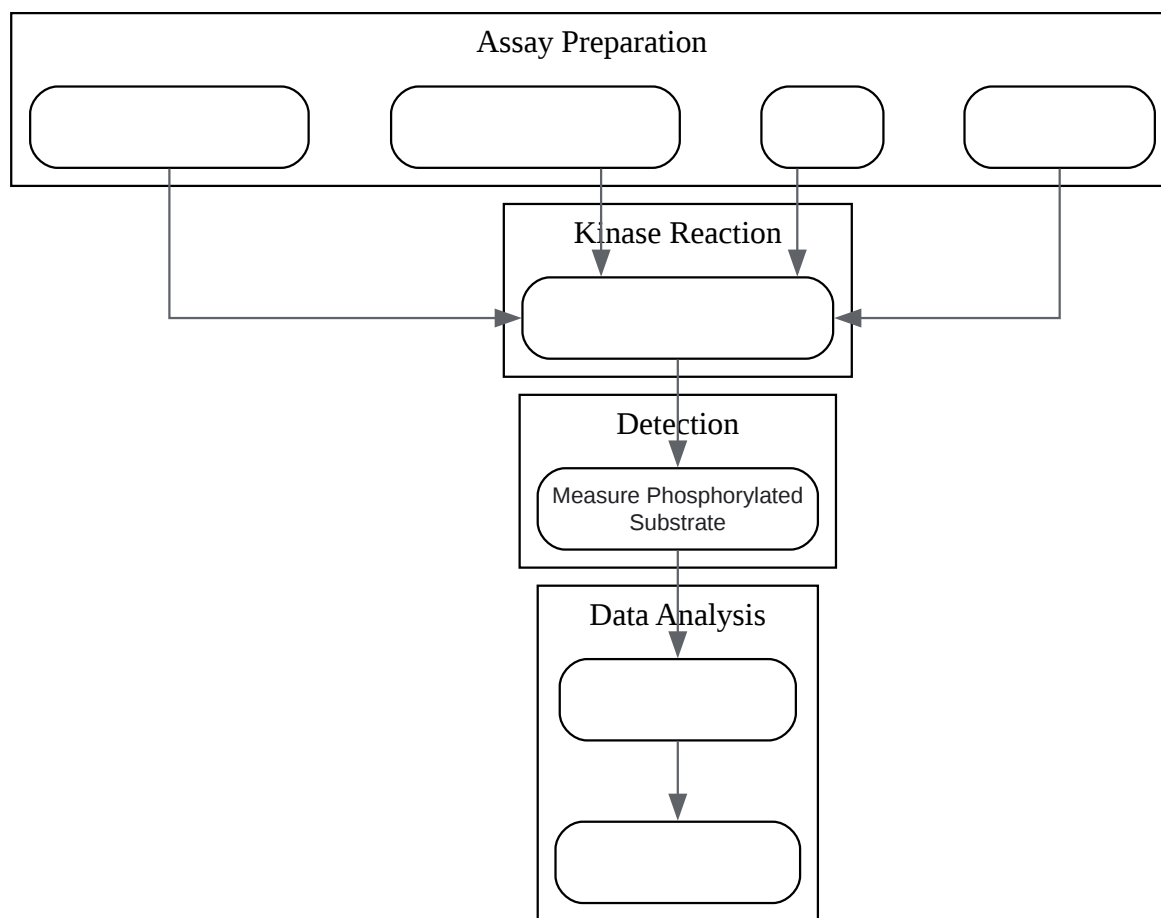 Assay Preparation
Kinase Reaction
Detection
Measure Phosphorylated
Substrate
Data Analysis